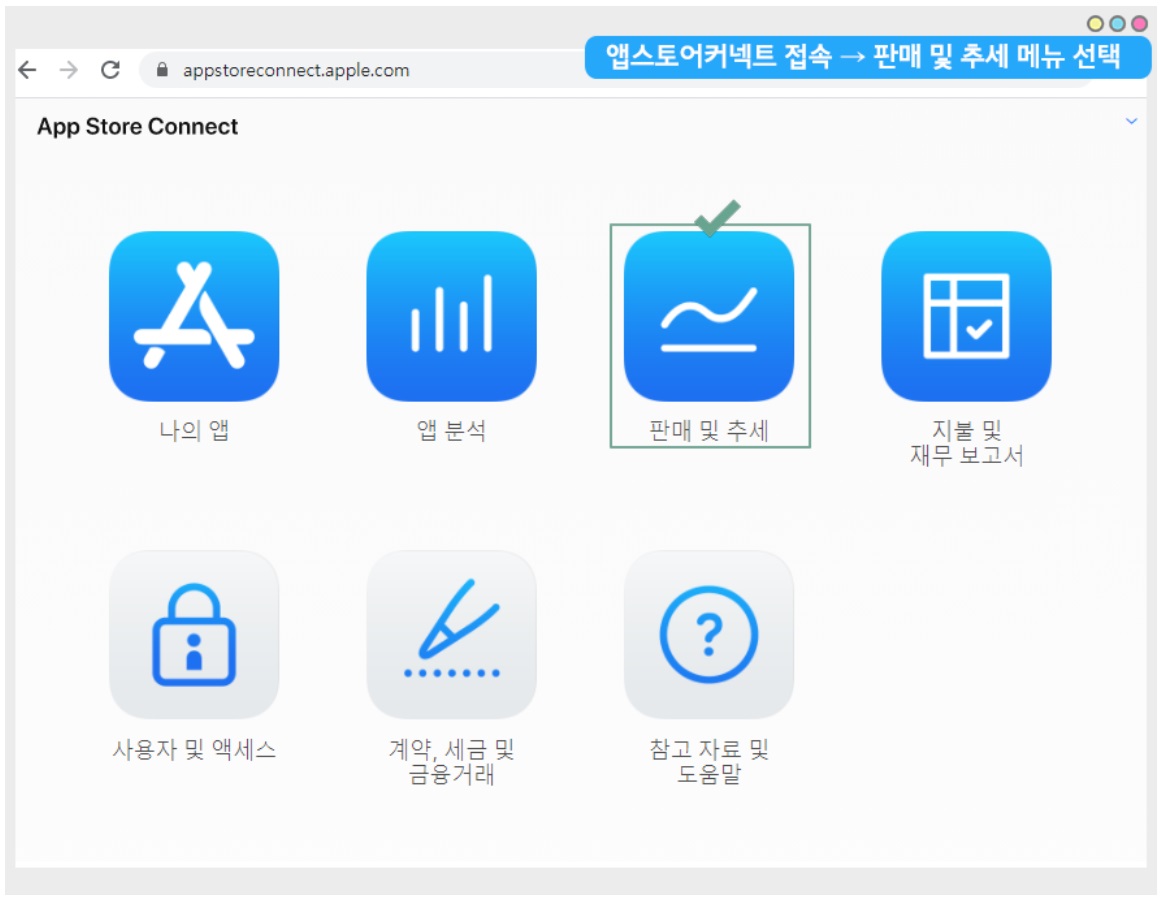 앱스토어커넥트 접속 → 판매 및 추세 메뉴 선택
appstoreconnect.apple.com
App Store Connect
나의 앱
앱 분석
판매 및 추세
지불 및
재무 보고서
사용자 및 액세스
계약, 세금 및
금융거래
참고 자료 및
도움말